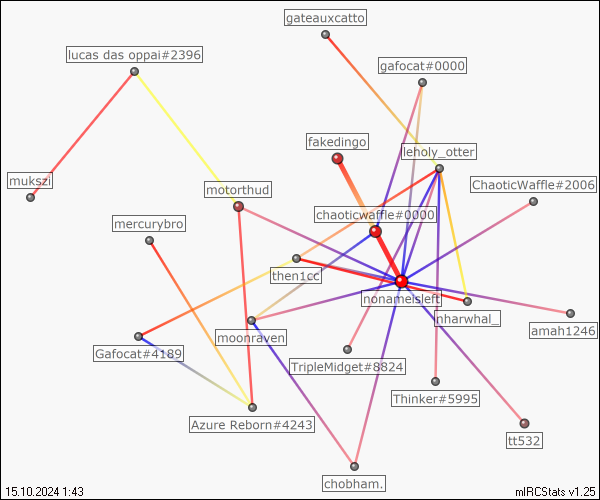 gateauxcatto
lucas das oppai#2396
gafocat#0000
fakedingo
leholy_otter
mukszi
motorthud
ChaoticWaffle#2006
chaoticwaffle#0000
mercurybro
then1cc
nonameisleft
nharwhal_
moonraven
amah1246
Gafocat#4189
TripleMidget#8824
Thinker#5995
Azure Reborn#4243
tt532
chobham.
15.10.2024 1:43
mIRCStats v1.25